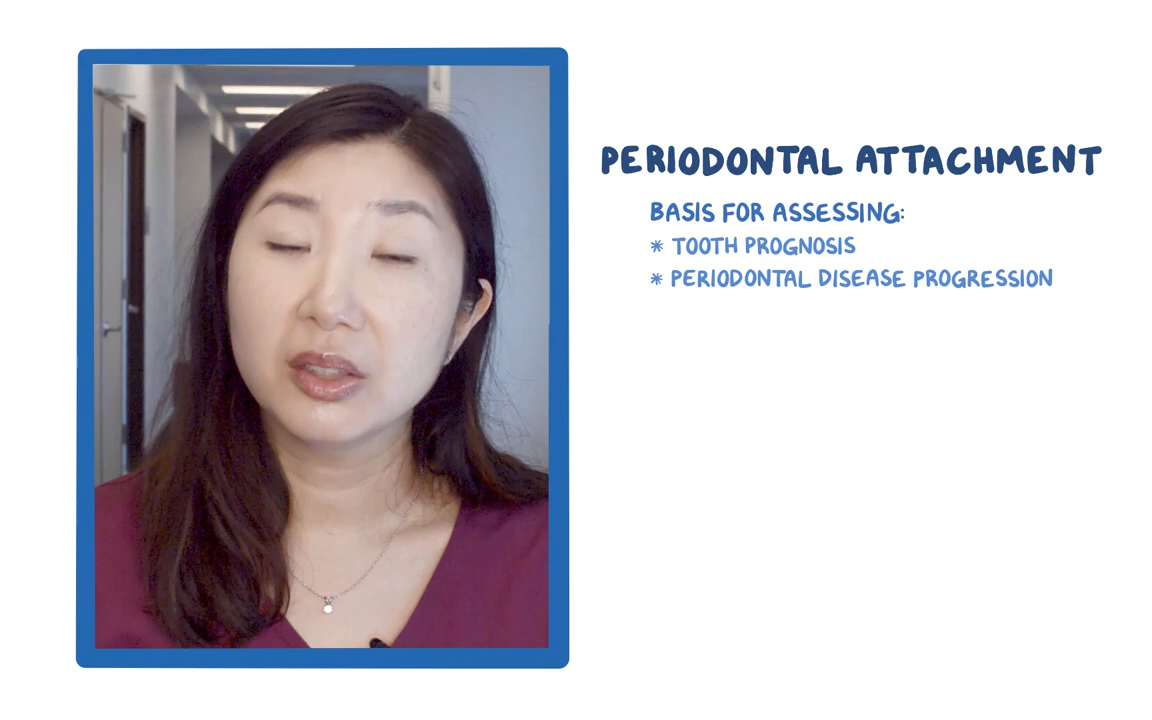 PERIODONTAL ATTACHMENT
BASIS FOR ASSESSING:
* TOOTH PROGNOSIS
* PERIODONTAL DISEASE PROGRESSION